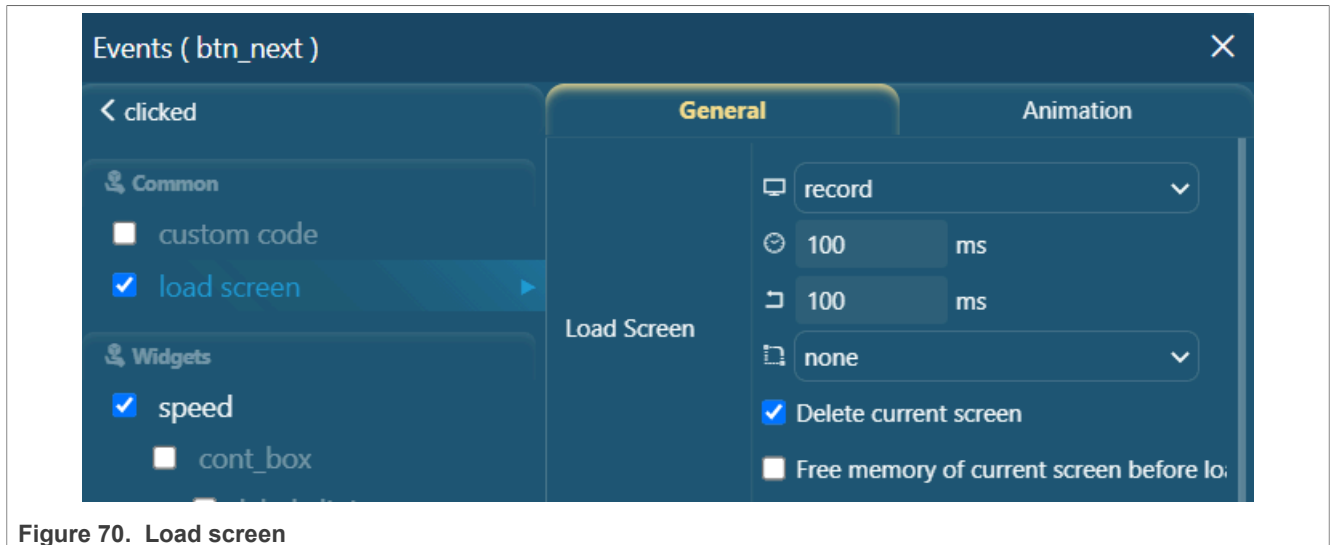 Events ( btn_next )
clicked
General
Animation
Common
custom code
load screen
Widgets
speed
cont_box
Load Screen
record
100 ms
100 ms
none
Delete current screen
Free memory of current screen before
Figure 70. Load screen